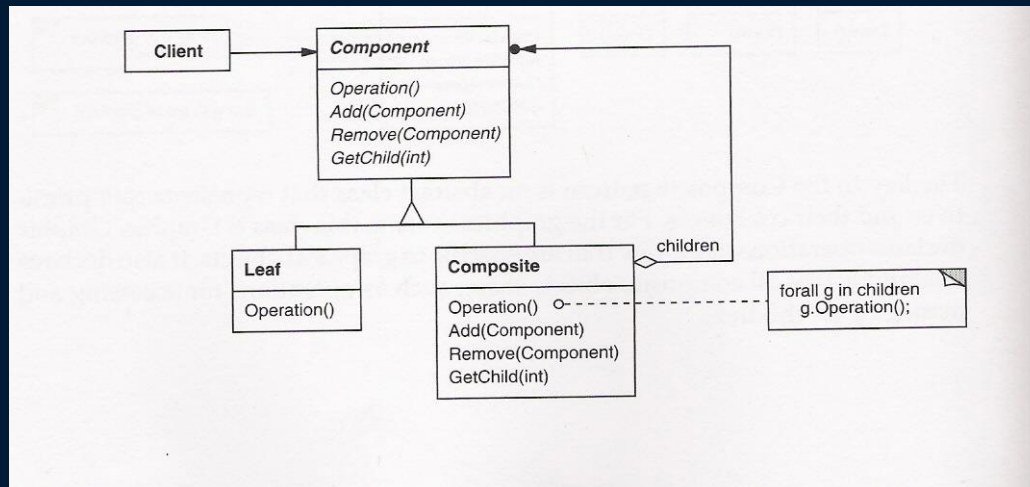 Client
Component
Operation()
Add(Component)
Remove(Component)
GetChild(int)
Leaf
Operation()
Composite
Operation()
Add(Component)
Remove(Component)
GetChild(int)
children
forall g in children
g.Operation();